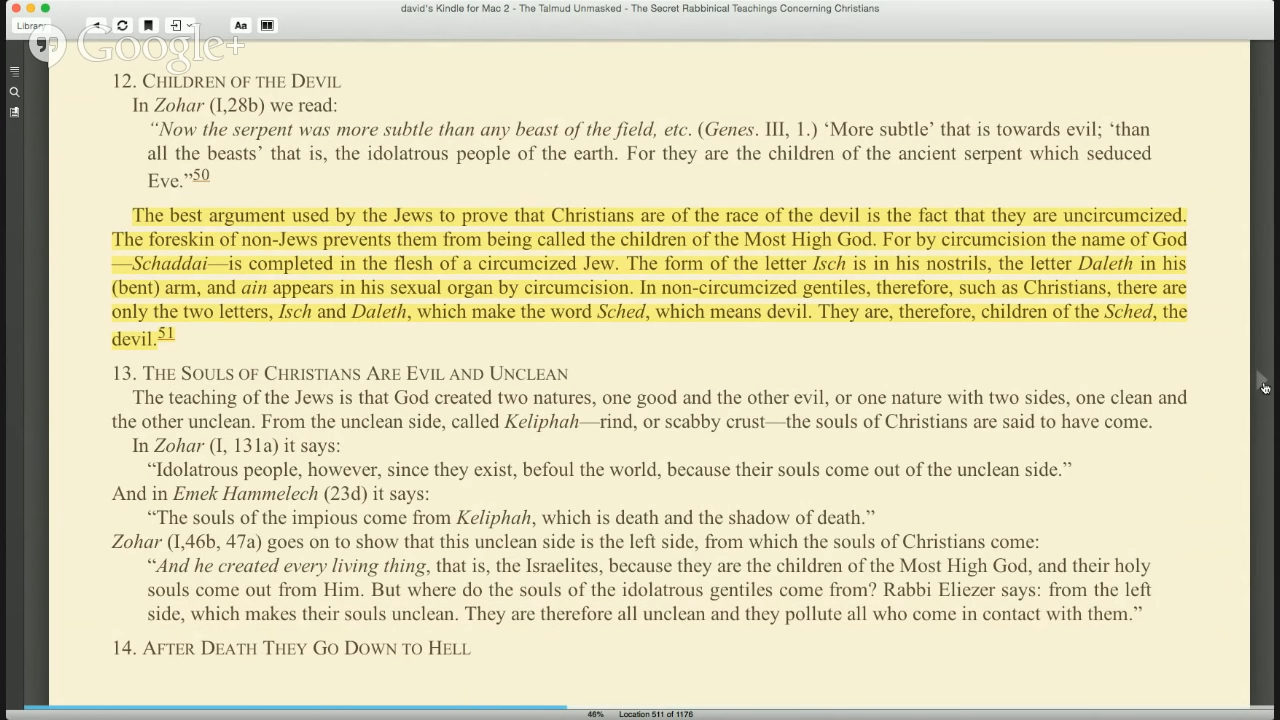 david's Kindle for Mac 2 - The Talmud Unmasked - The Secret Rabbinical Teachings Concerning Christians
Library
Aa
Google+
12. CHILDREN OF THE DEVIL
In Zohar (I,28b) we read:
“Now the serpent was more subtle than any beast of the field, etc. (Genes. III, 1.) ‘More subtle’ that is towards evil; ‘than
all the beasts’ that is, the idolatrous people of the earth. For they are the children of the ancient serpent which seduced
Eve.”50
The best argument used by the Jews to prove that Christians are of the race of the devil is the fact that they are uncircumcized.
The foreskin of non-Jews prevents them from being called the children of the Most High God. For by circumcision the name of God
—Schaddai—is completed in the flesh of a circumcized Jew. The form of the letter Isch is in his nostrils, the letter Daleth in his
(bent) arm, and ain appears in his sexual organ by circumcision. In non-circumcized gentiles, therefore, such as Christians, there are
only the two letters, Isch and Daleth, which make the word Sched, which means devil. They are, therefore, children of the Sched, the
devil.51
13. THE SOULS OF CHRISTIANS ARE EVIL AND UNCLEAN
The teaching of the Jews is that God created two natures, one good and the other evil, or one nature with two sides, one clean and
the other unclean. From the unclean side, called Keliphah—rind, or scabby crust—the souls of Christians are said to have come.
In Zohar (I, 131a) it says:
“Idolatrous people, however, since they exist, befoul the world, because their souls come out of the unclean side.”
And in Emek Hammelech (23d) it says:
“The souls of the impious come from Keliphah, which is death and the shadow of death.”
Zohar (I,46b, 47a) goes on to show that this unclean side is the left side, from which the souls of Christians come:
“And he created every living thing, that is, the Israelites, because they are the children of the Most High God, and their holy
souls come out from Him. But where do the souls of the idolatrous gentiles come from? Rabbi Eliezer says: from the left
side, which makes their souls unclean. They are therefore all unclean and they pollute all who come in contact with them.”
14. AFTER DEATH THEY GO DOWN TO HELL
46% Location 511 of 1176